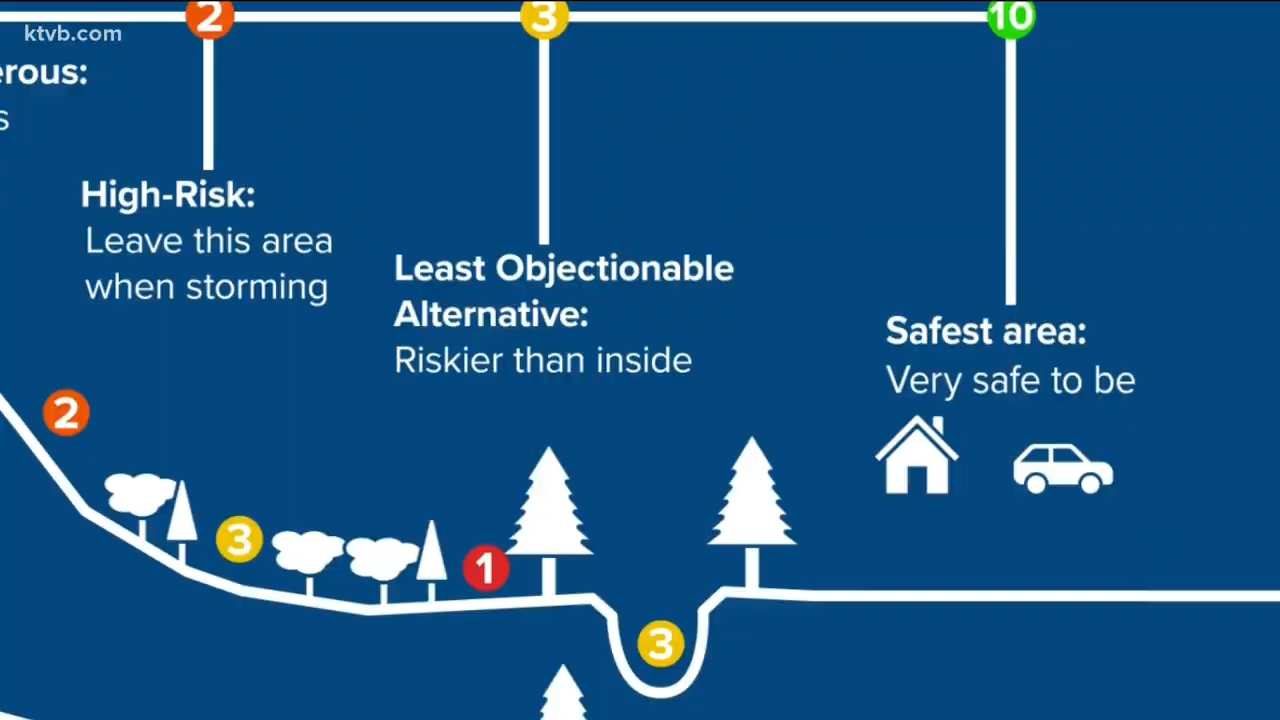 2
3
10
ktvb.com
erous:
s
High-Risk:
Leave this area
when storming
Least Objectionable
Alternative:
Riskier than inside
Safest area:
Very safe to be
2
3
1
3